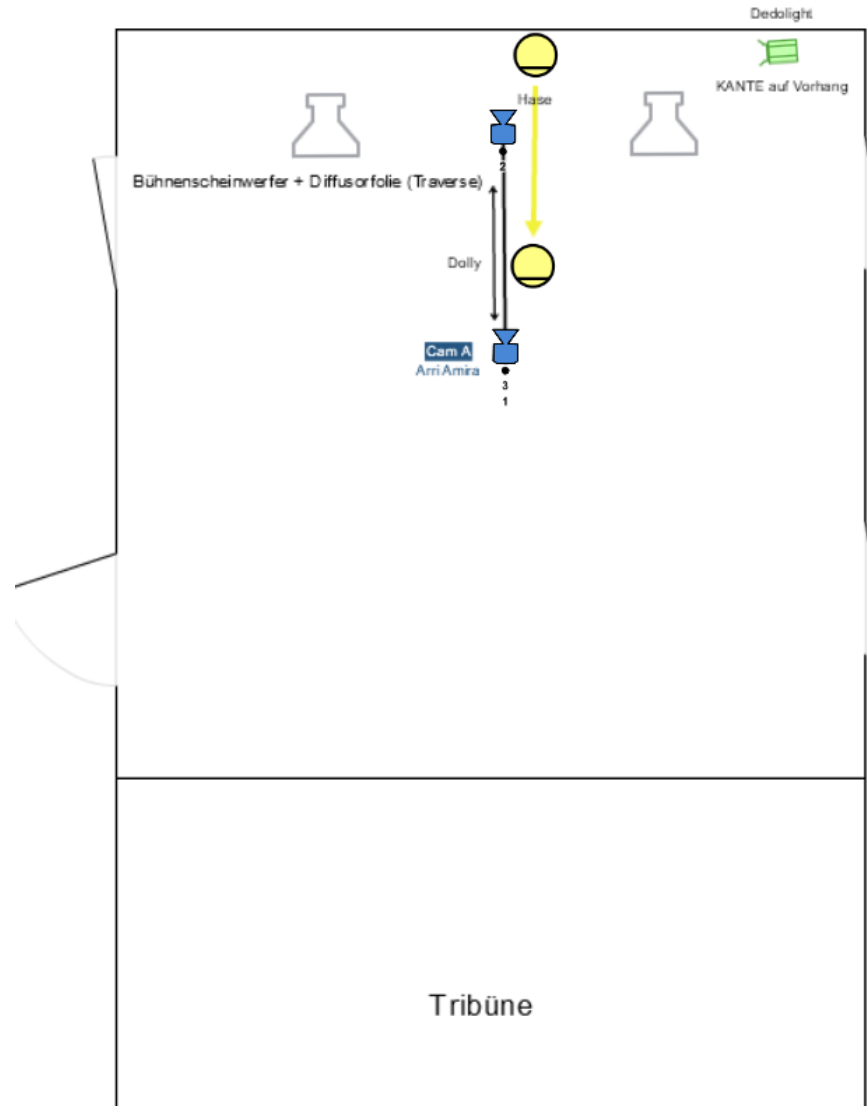 Dedolight
KANTE auf Vorhang
Hase
2
Bühnenscheinwerfer + Diffusorfolie (Traverse)
Dolly
Cam A
Arri Amira
3
1
Tribüne